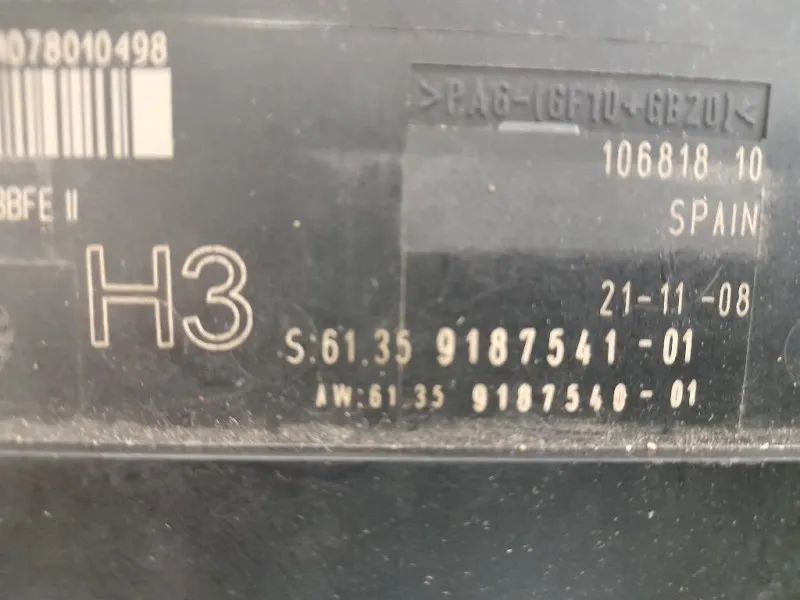 078010498
>PA6-(GF10+GB20)<
106818 10
BFE II
SPAIN
H3
21-11-08
S:61.35 9187541-01
AW:61.35 9187540-01